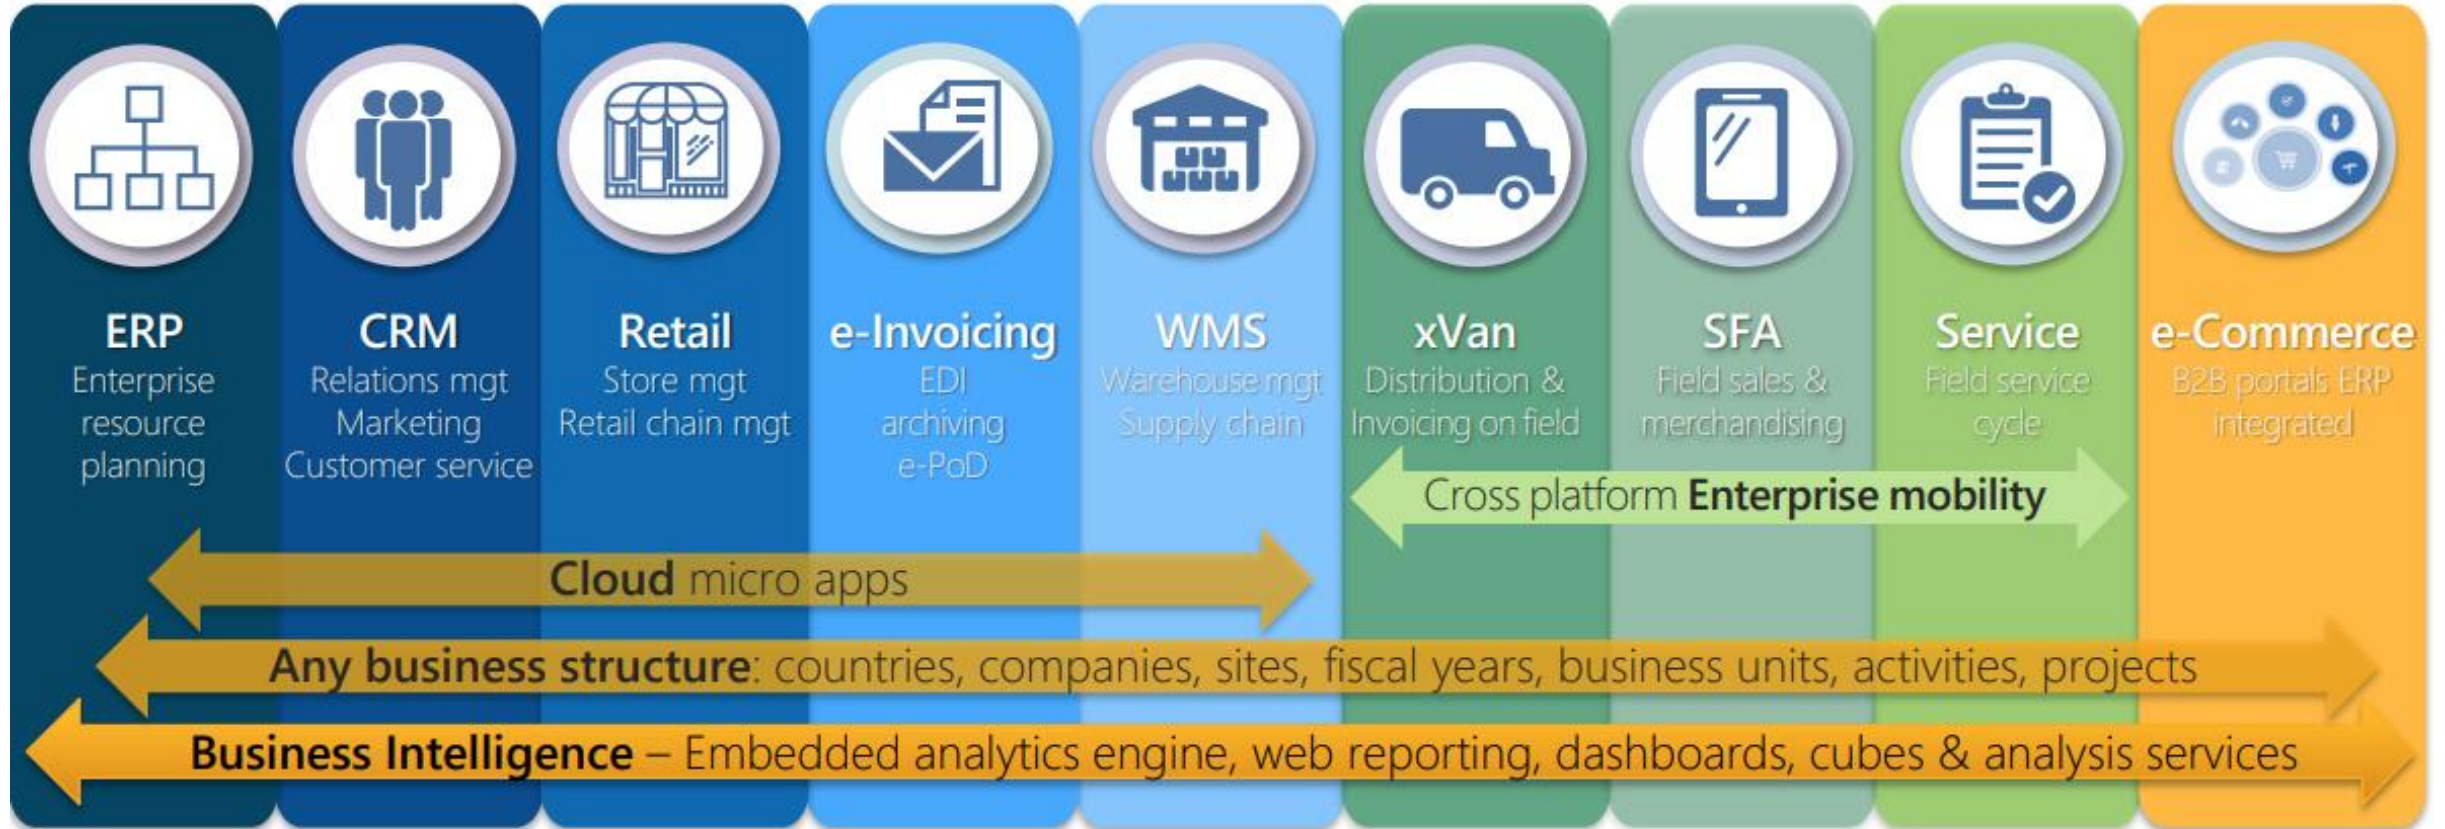 ERP
Enterprise
resource
planning
CRM
Relations mgt
Marketing
Customer service
Retail
Store mgt
Retail chain mgt
e-Invoicing
EDI
archiving
e-PoD
WMS
Warehouse mgt
Supply chain
xVan
Distribution &
Invoicing on field
SFA
Field sales &
merchandising
Service
Field service
cycle
e-Commerce
B2B portals ERP
integrated
Cross platform Enterprise mobility
Cloud micro apps
Any business structure: countries, companies, sites, fiscal years, business units, activities, projects
Business Intelligence – Embedded analytics engine, web reporting, dashboards, cubes & analysis services